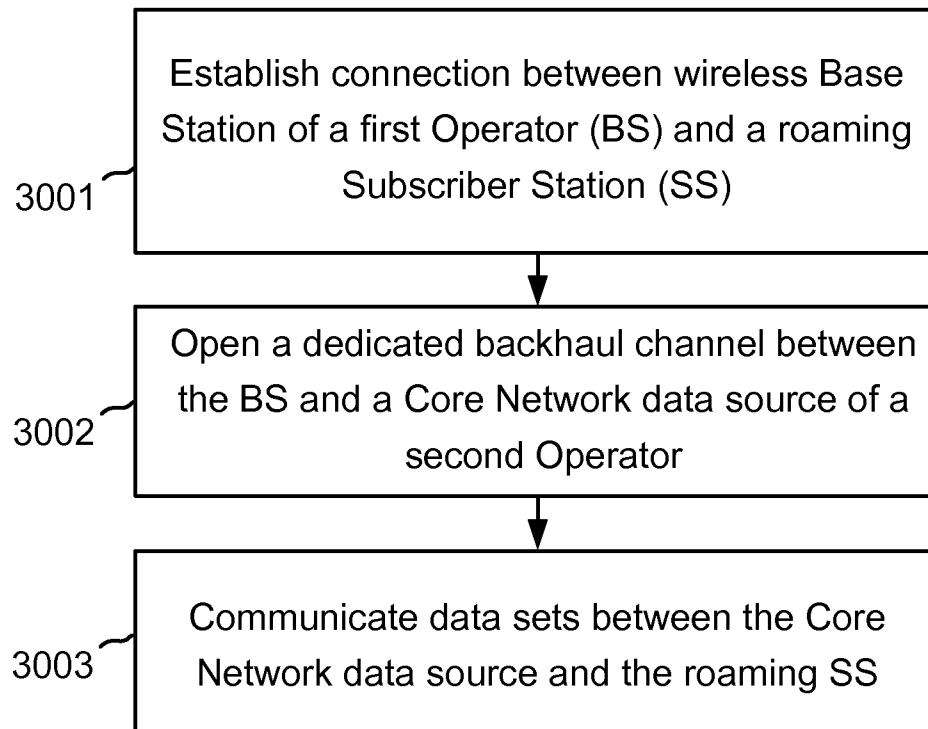 Establish connection between wireless Base
Station of a first Operator (BS) and a roaming
Subscriber Station (SS)
3001
Open a dedicated backhaul channel between
the BS and a Core Network data source of a
second Operator
3002
Communicate data sets between the Core
Network data source and the roaming SS
3003